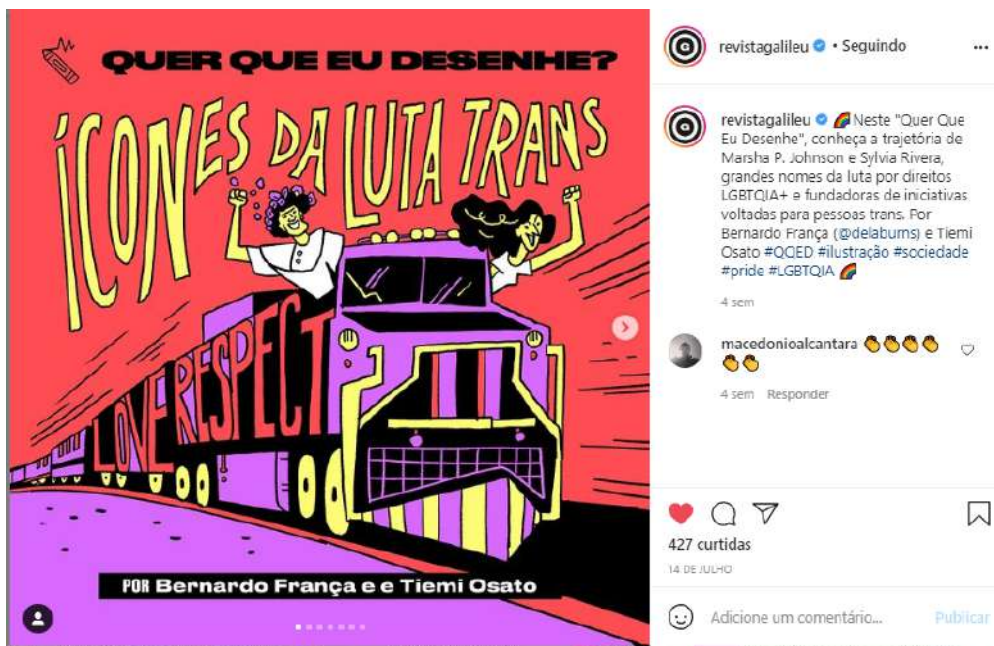 QUER QUE EU DESENHE?
ÍCONES DA LUTA TRANS
LOVE RESPECT
POR Bernardo França e e Tiemi Osato
revistagalileu • Seguindo
revistagalileu 🌈 Neste "Quer Que
Eu Desenhe", conheça a trajetória de
Marsha P. Johnson e Sylvia Rivera,
grandes nomes da luta por direitos
LGBTQIA+ e fundadoras de iniciativas
voltadas para pessoas trans. Por
Bernardo França (@delaburns) e Tiemi
Osato #QQED #ilustração #sociedade
#pride #LGBTQIA 🌈
4 sem
macedonioalcantara 👏👏👏👏
👏👏
4 sem Responder
427 curtidas
14 DE JULHO
Adicione um comentário... Publicar